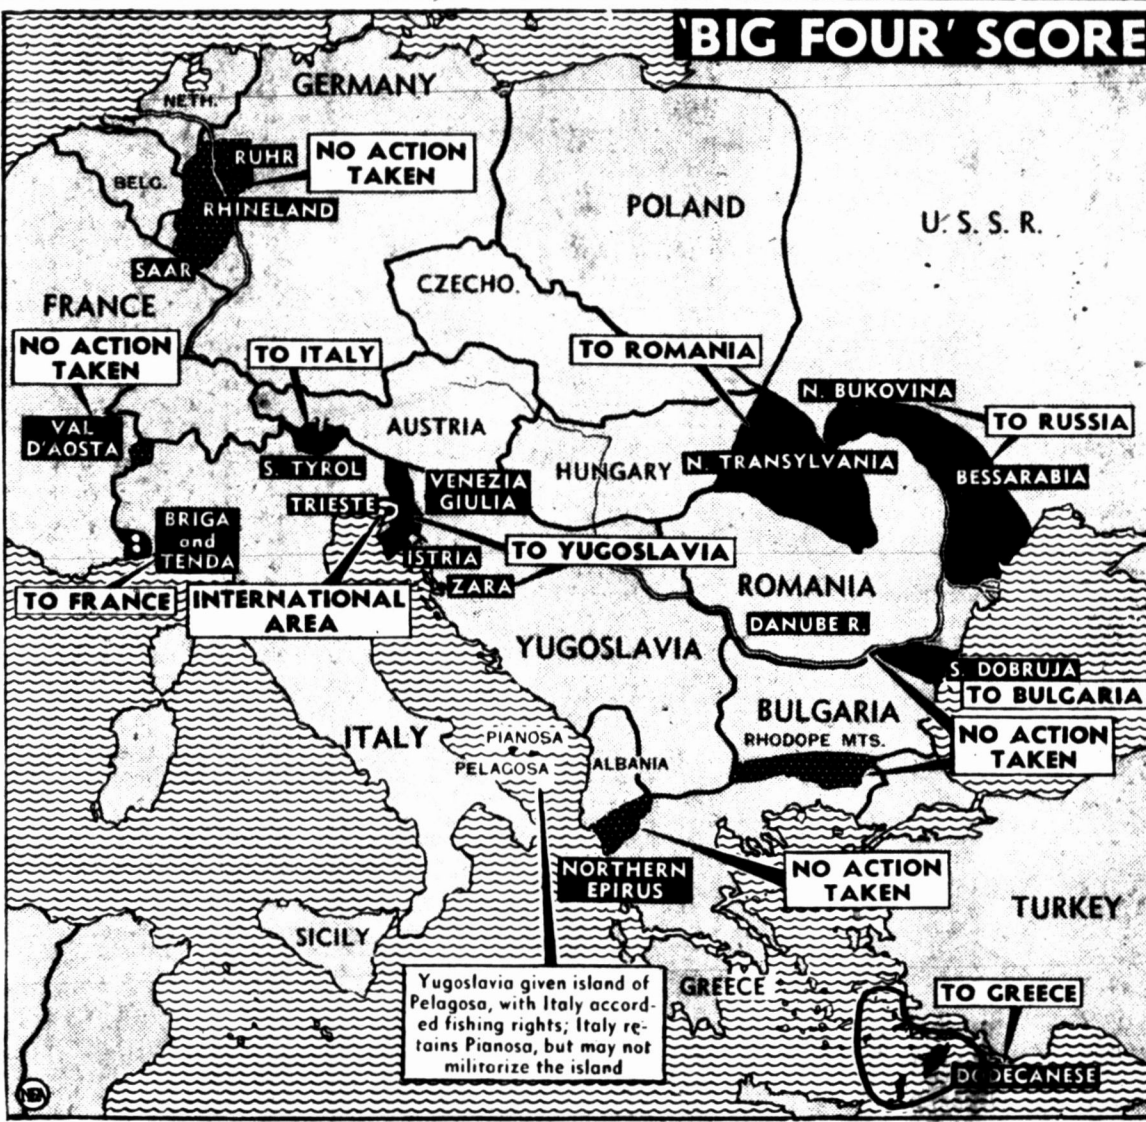 'BIG FOUR' SCORE
GERMANY
NETH.
RUHR
NO ACTION
TAKEN
BELG.
RHINELAND
POLAND
U. S. S. R.
SAAR
CZECHO.
FRANCE
NO ACTION
TAKEN
TO ITALY
TO ROMANIA
N. BUKOVINA
TO RUSSIA
VAL
D'AOSTA
AUSTRIA
S. TYROL
HUNGARY
N. TRANSYLVANIA
BESSARABIA
VENEZIA
GIULIA
TRIESTE
BRIGA
and
TENDA
ISTRIA
TO YUGOSLAVIA
ZARA
TO FRANCE
INTERNATIONAL
AREA
ROMANIA
DANUBE R.
YUGOSLAVIA
S. DOBRUJA
TO BULGARIA
BULGARIA
RHODOPE MTS.
NO ACTION
TAKEN
ITALY
PIANOSA
PELAGOSA
ALBANIA
NORTHERN
EPIRUS
NO ACTION
TAKEN
TURKEY
SICILY
GREECE
Yugoslavia given island of
Pelagosa, with Italy accord-
ed fishing rights; Italy re-
tains Pianosa, but may not
militarize the island
TO GREECE
DODECANESE
NEA